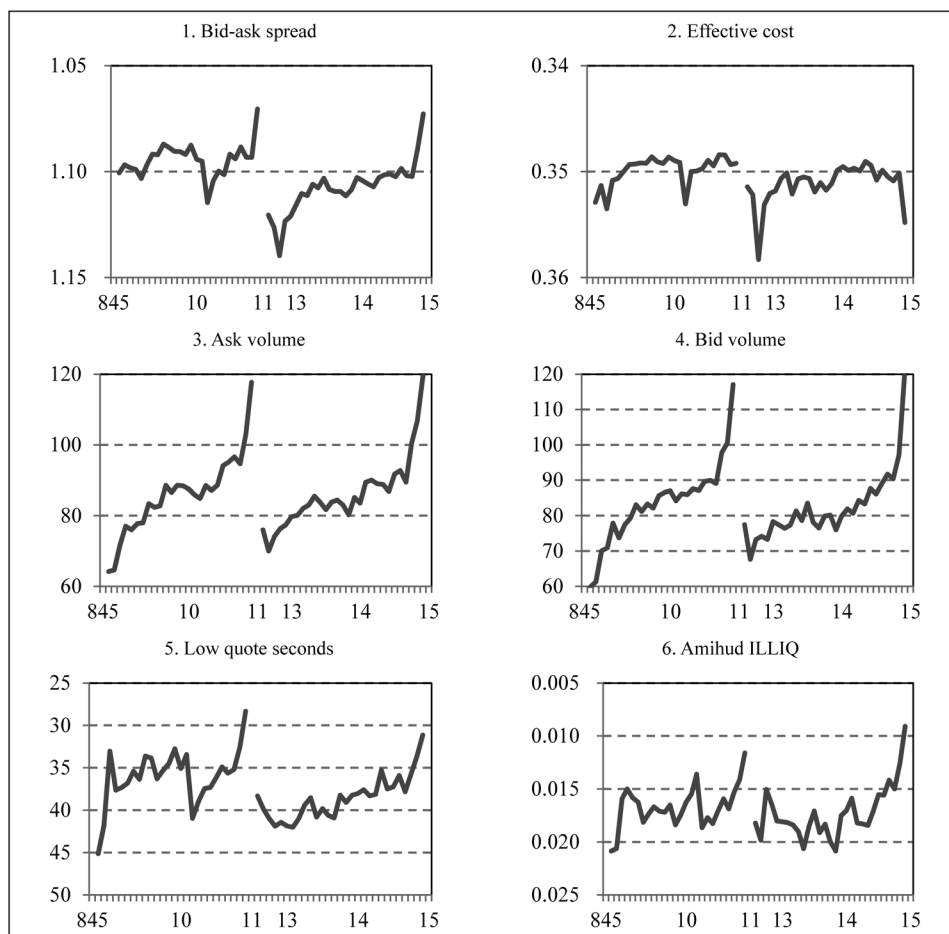 1. Bid-ask spread
1.05
1.10
1.15
845 10 11 13 14 15
2. Effective cost
0.34
0.35
0.36
845 10 11 13 14 15
3. Ask volume
120
100
80
60
845 10 11 13 14 15
4. Bid volume
120
110
100
90
80
70
60
845 10 11 13 14 15
5. Low quote seconds
25
30
35
40
45
50
845 10 11 13 14 15
6. Amihud ILLIQ
0.005
0.010
0.015
0.020
0.025
845 10 11 13 14 15